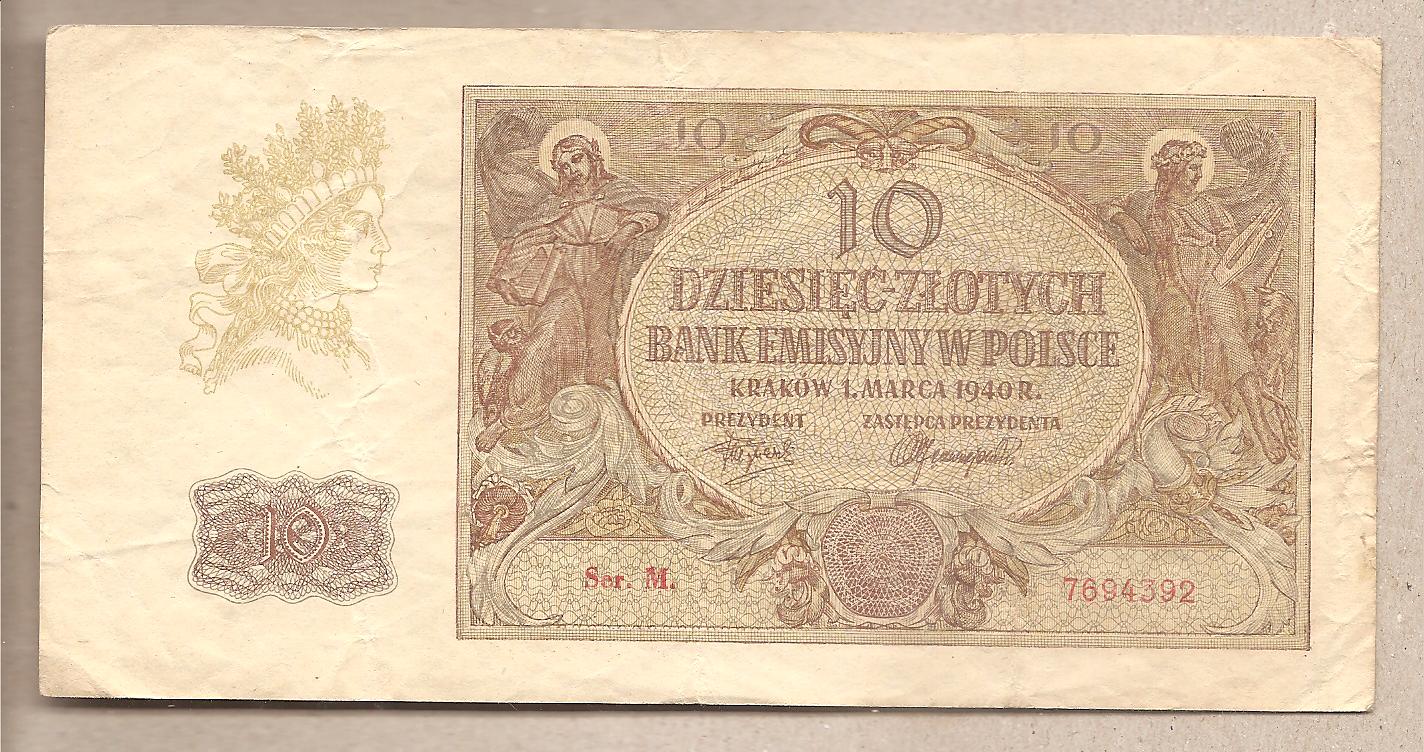 10 10
10
DZIESIĘĆ ZŁOTYCH
BANK EMISYJNY W POLSCE
KRAKÓW 1. MARCA 1940 R.
PREZYDENT ZASTĘPCA PREZYDENTA
10
Ser. M. 7694392